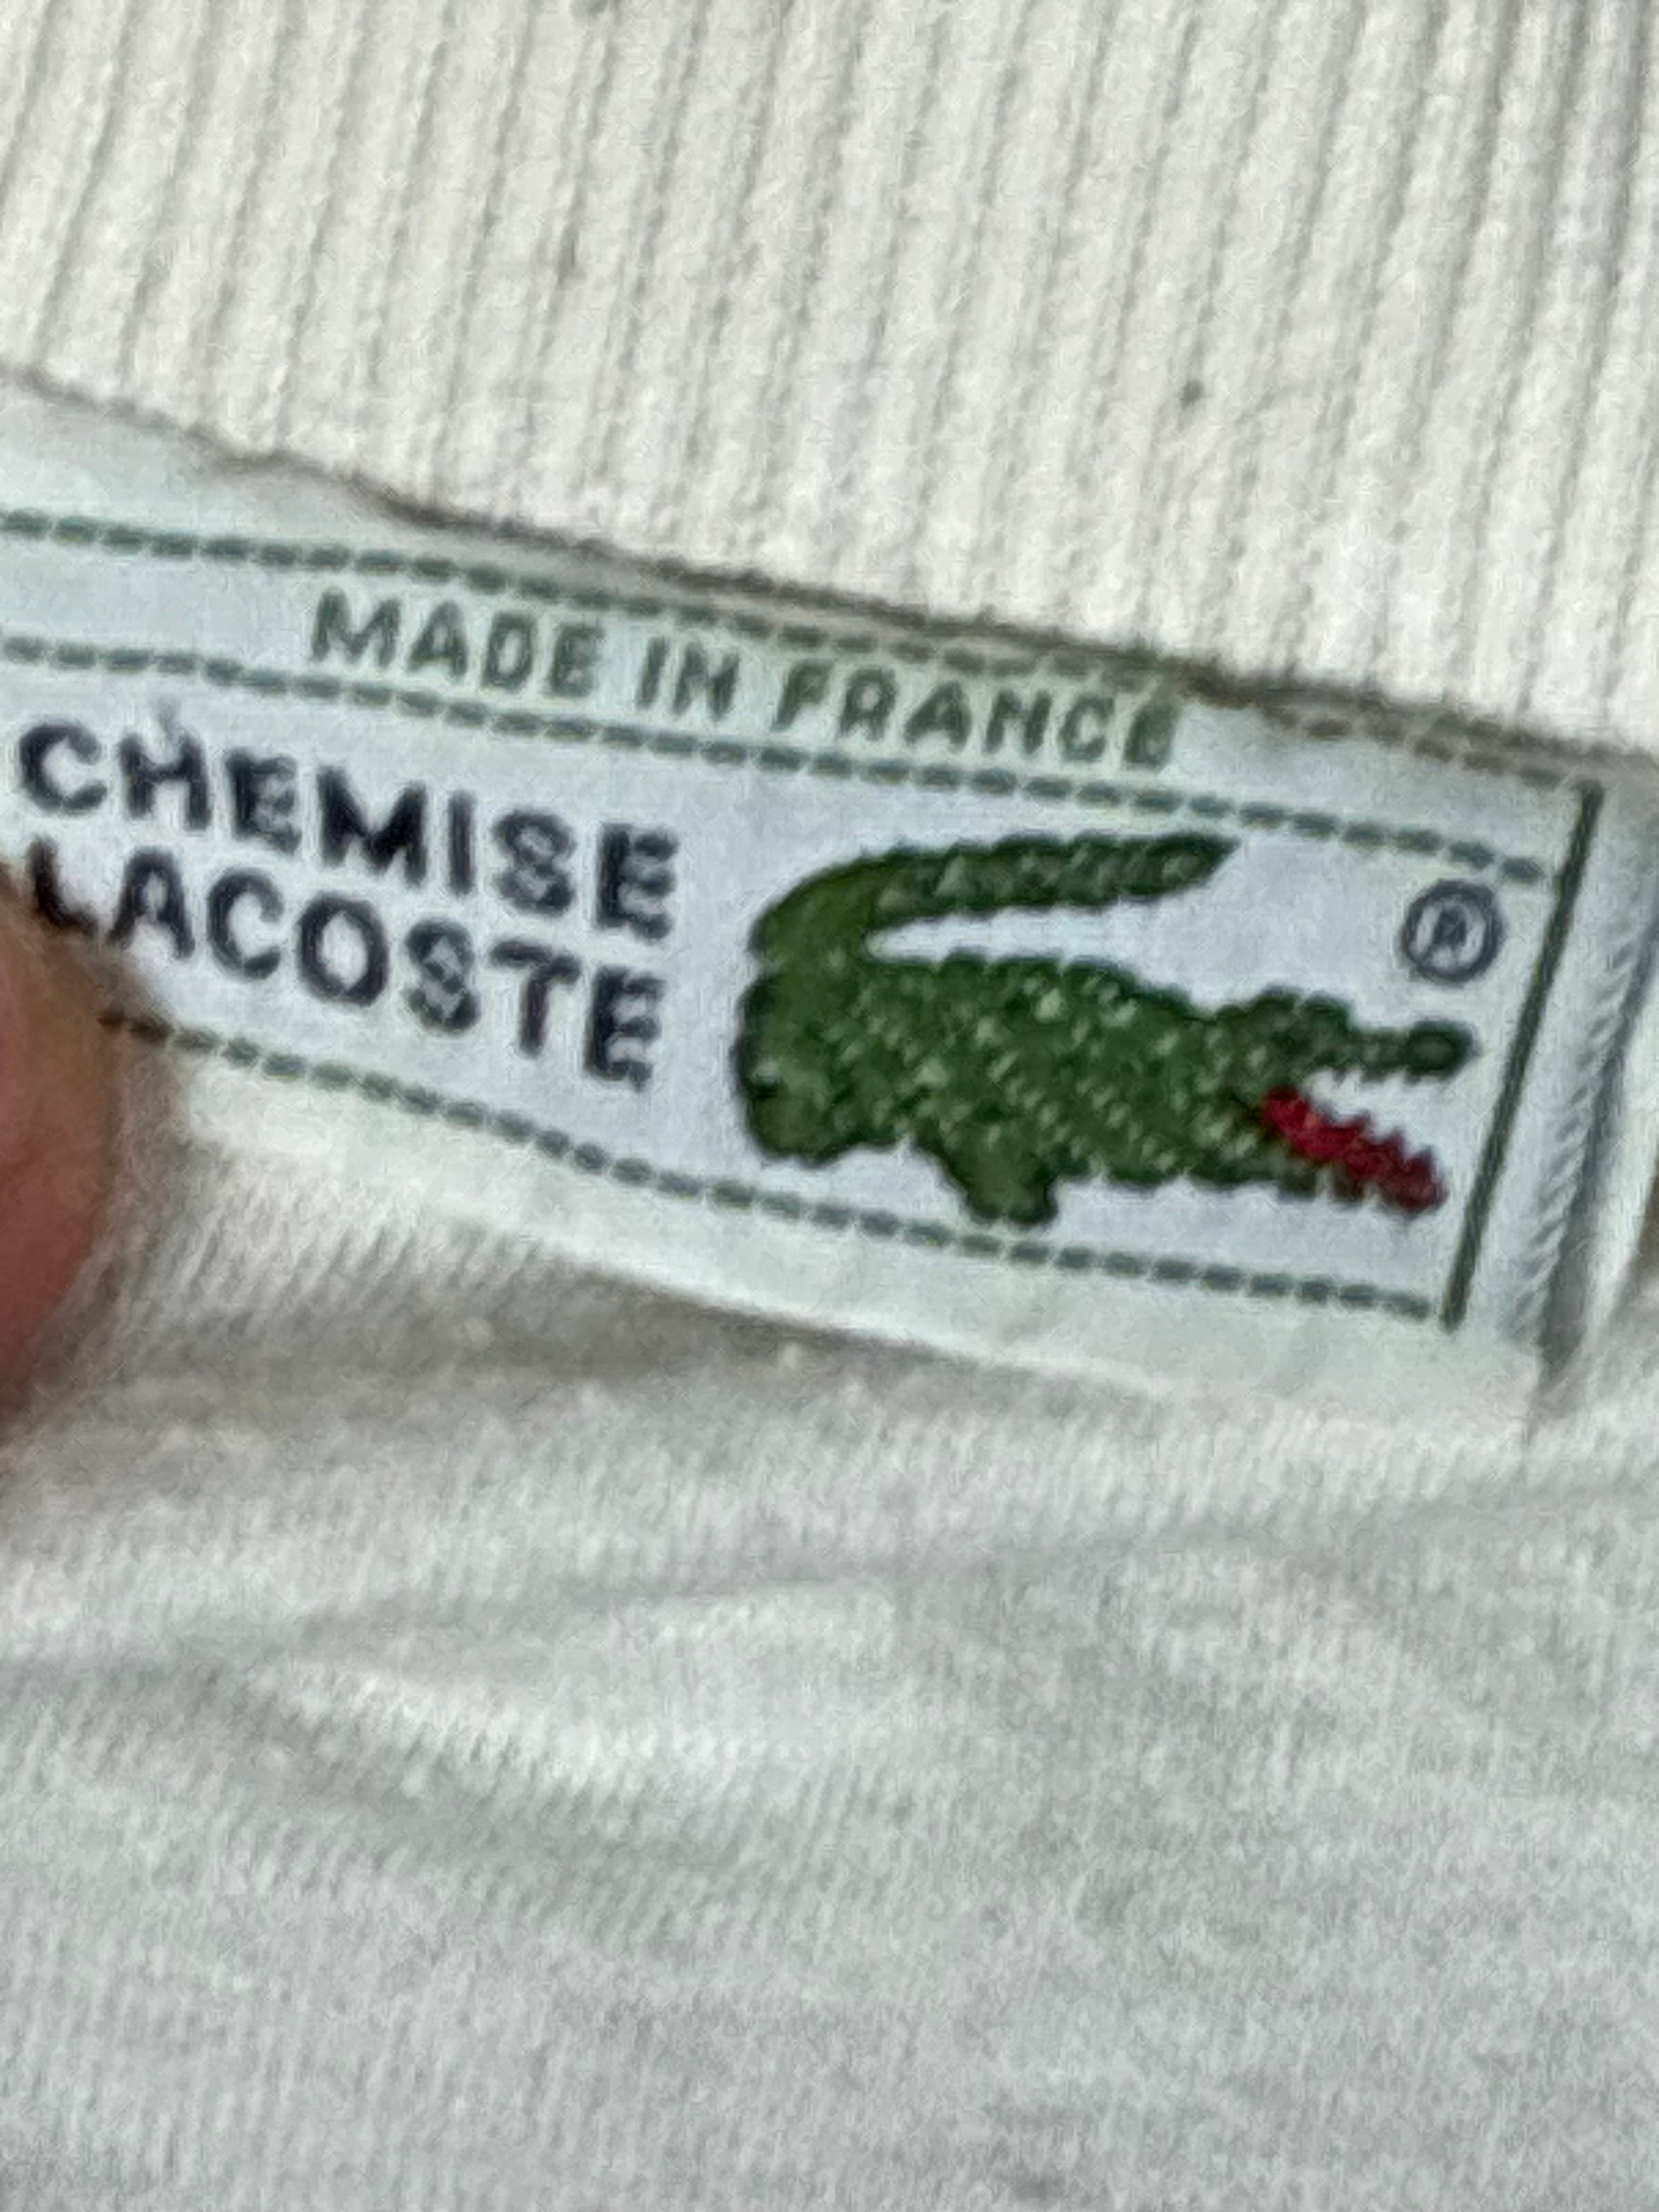 MADE IN FRANCE
CHEMISE
LACOSTE
®